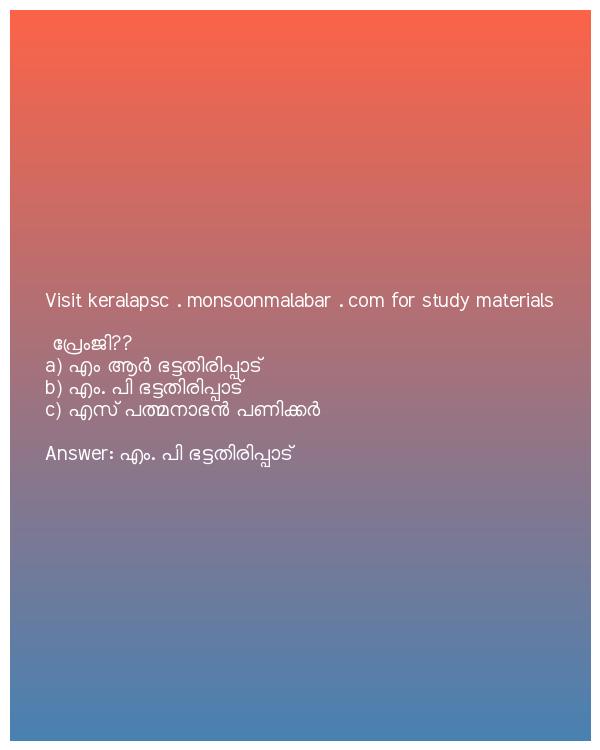 Visit keralapsc . monsoonmalabar . com for study materials
പ്രേംജി??
a) എം ആർ ഭട്ടതിരിപ്പാട്
b) എം. പി ഭട്ടതിരിപ്പാട്
c) എസ് പത്മനാഭൻ പണിക്കർ
Answer: എം. പി ഭട്ടതിരിപ്പാട്